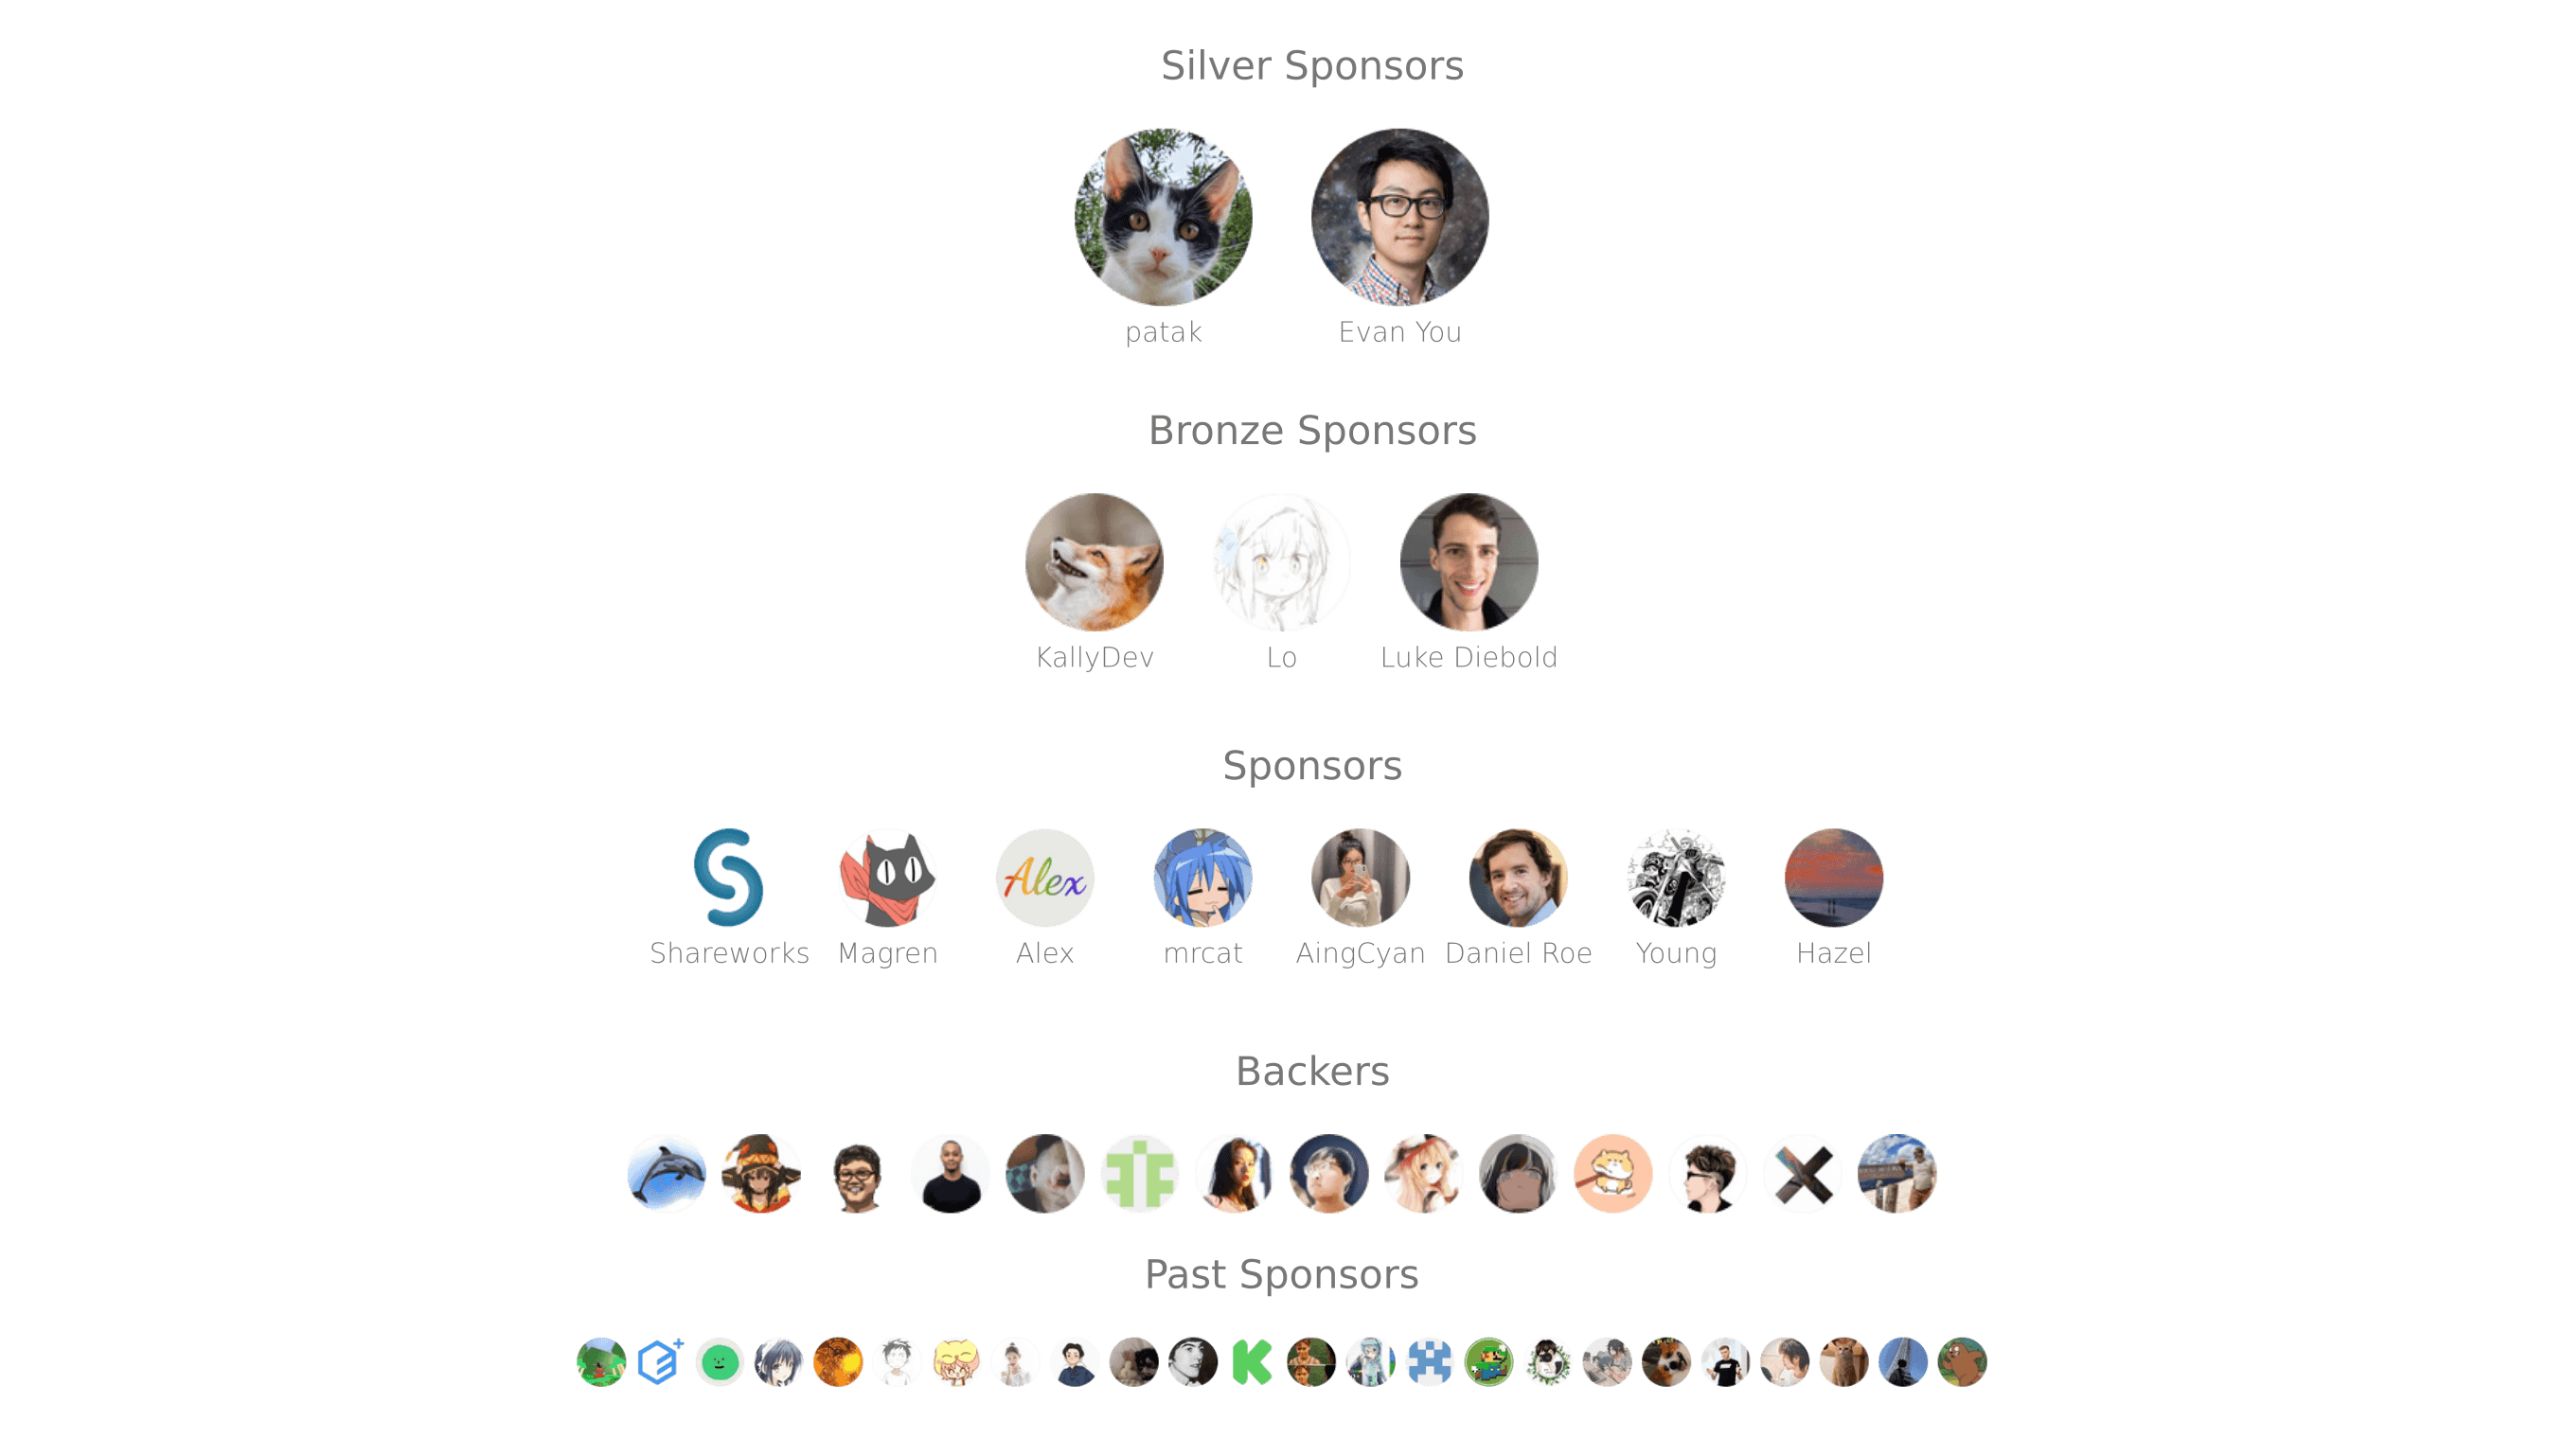 Silver Sponsors
patak Evan You
Bronze Sponsors
KallyDev Lo Luke Diebold
Sponsors
Alex
Shareworks Magren Alex mrcat AingCyan Daniel Roe Young Hazel
Backers
Past Sponsors